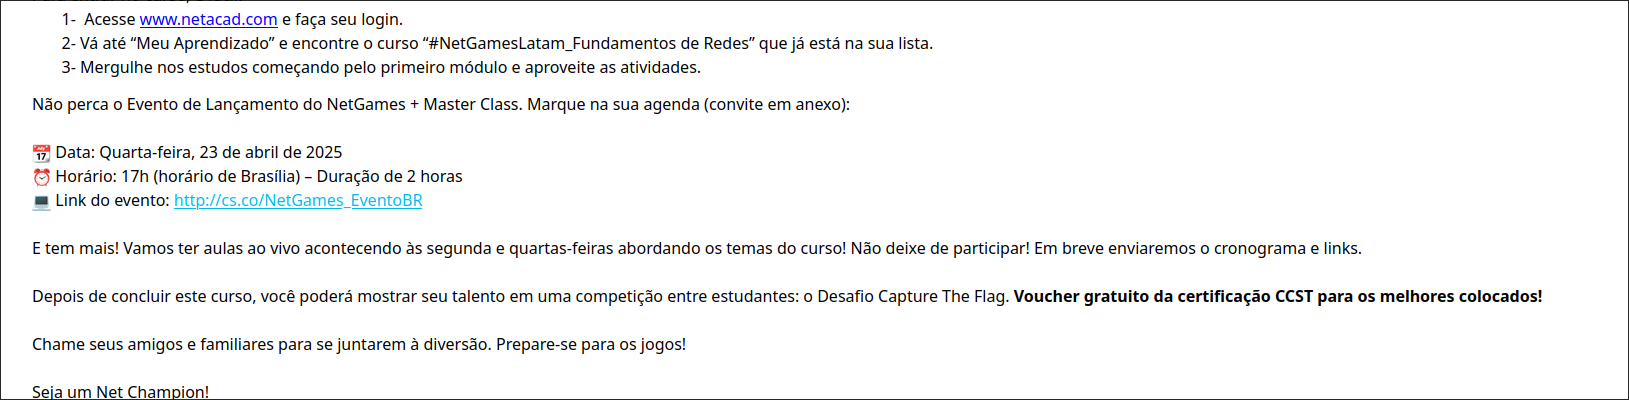 1-  Acesse www.netacad.com e faça seu login.
2- Vá até “Meu Aprendizado” e encontre o curso “#NetGamesLatam_Fundamentos de Redes” que já está na sua lista.
3- Mergulhe nos estudos começando pelo primeiro módulo e aproveite as atividades.
Não perca o Evento de Lançamento do NetGames + Master Class. Marque na sua agenda (convite em anexo):
📆 Data: Quarta-feira, 23 de abril de 2025
⏰ Horário: 17h (horário de Brasília) – Duração de 2 horas
💻 Link do evento: http://cs.co/NetGames_EventoBR
E tem mais! Vamos ter aulas ao vivo acontecendo às segunda e quartas-feiras abordando os temas do curso! Não deixe de participar! Em breve enviaremos o cronograma e links.
Depois de concluir este curso, você poderá mostrar seu talento em uma competição entre estudantes: o Desafio Capture The Flag. Voucher gratuito da certificação CCST para os melhores colocados!
Chame seus amigos e familiares para se juntarem à diversão. Prepare-se para os jogos!
Seja um Net Champion!